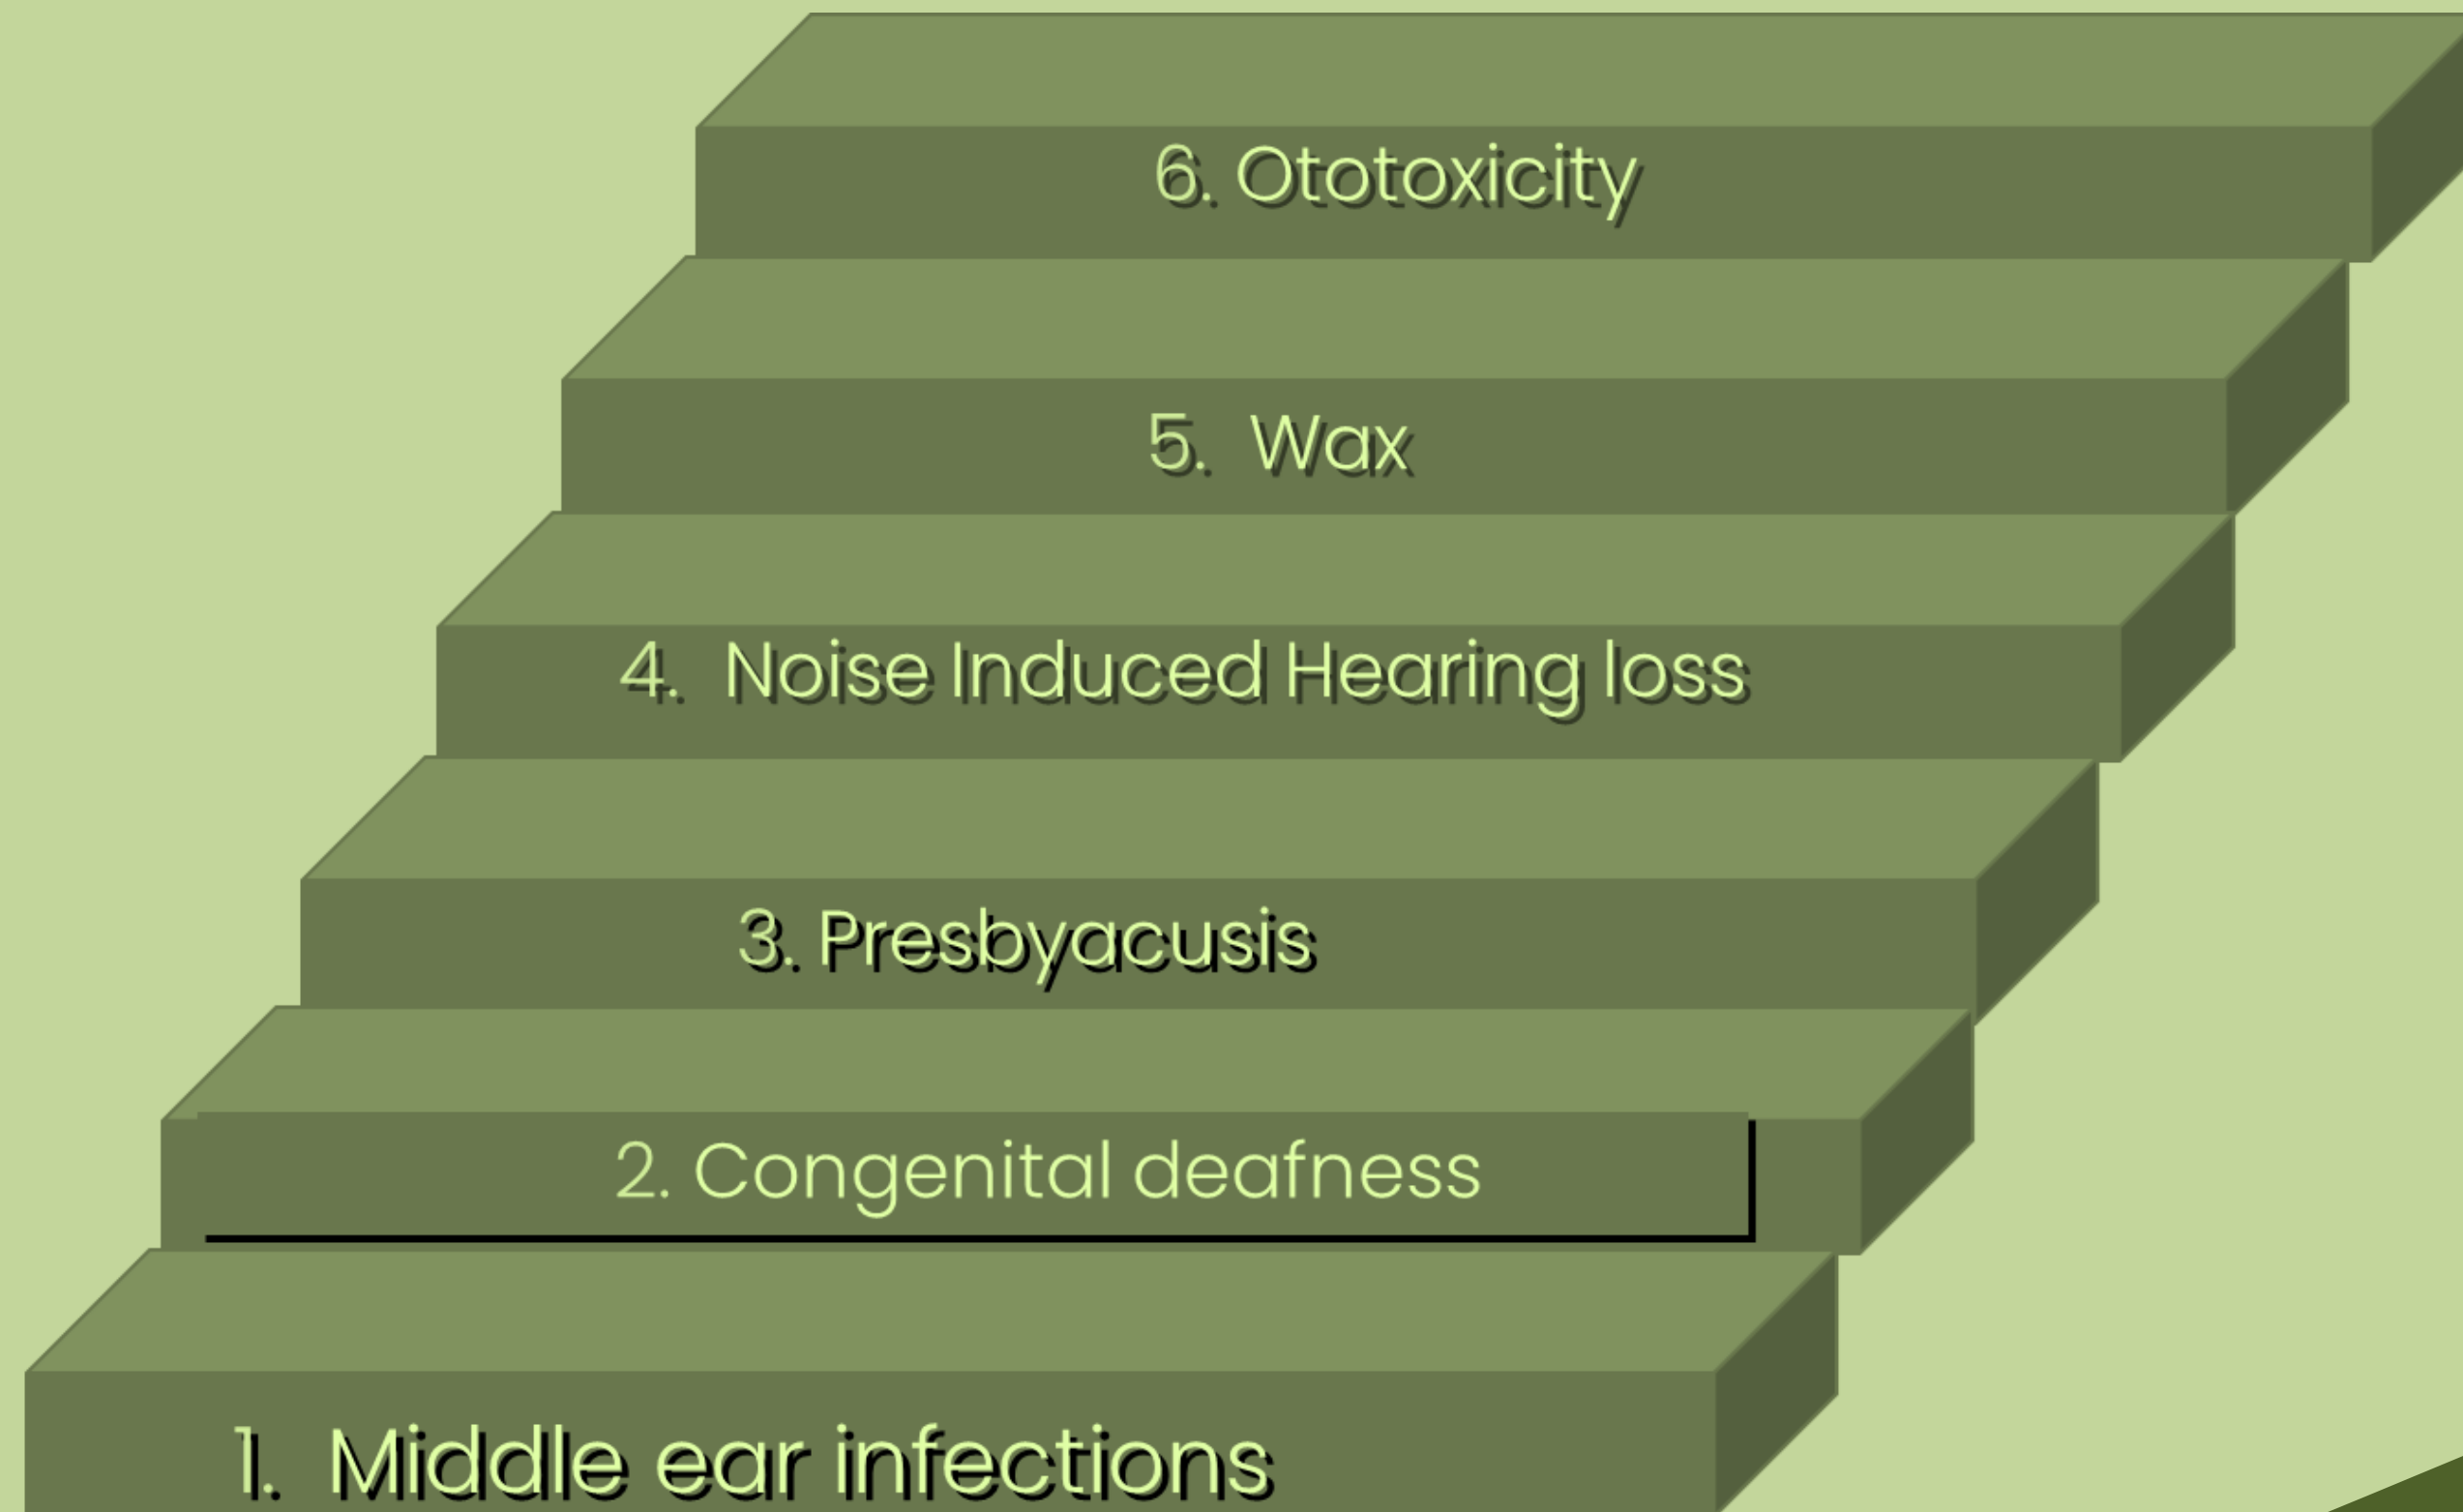 6. Ototoxicity
5. Wax
4. Noise Induced Hearing loss
3. Presbyacusis
2. Congenital deafness
1. Middle ear infections